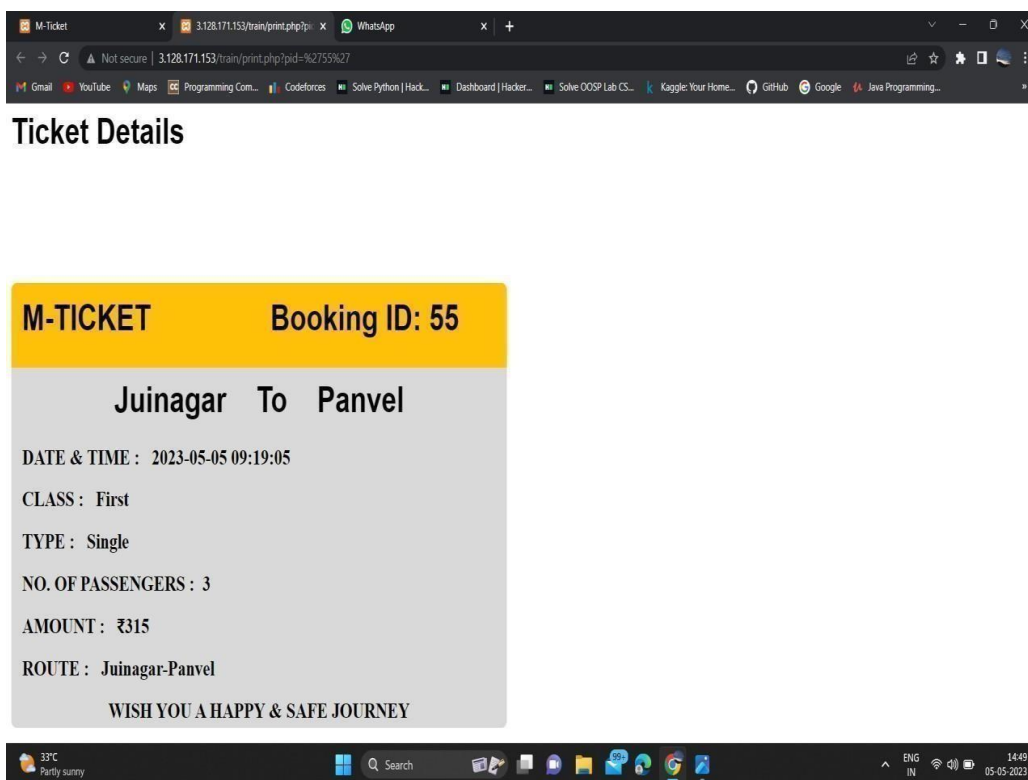 M-Ticket
3.128.171.153/train/print.php?pi
WhatsApp
Not secure | 3.128.171.153/train/print.php?pid=%2755%27
Gmail YouTube Maps Programming Com... Codeforces Solve Python | Hack... Dashboard | Hacker... Solve OOSP Lab CS... Kaggle: Your Home... GitHub Google Java Programming...
Ticket Details
M-TICKET Booking ID: 55
Juinagar To Panvel
DATE & TIME : 2023-05-05 09:19:05
CLASS : First
TYPE : Single
NO. OF PASSENGERS : 3
AMOUNT : ₹315
ROUTE : Juinagar-Panvel
WISH YOU A HAPPY & SAFE JOURNEY
33°C
Partly sunny
Search
99+
ENG
IN
14:49
05-05-2023